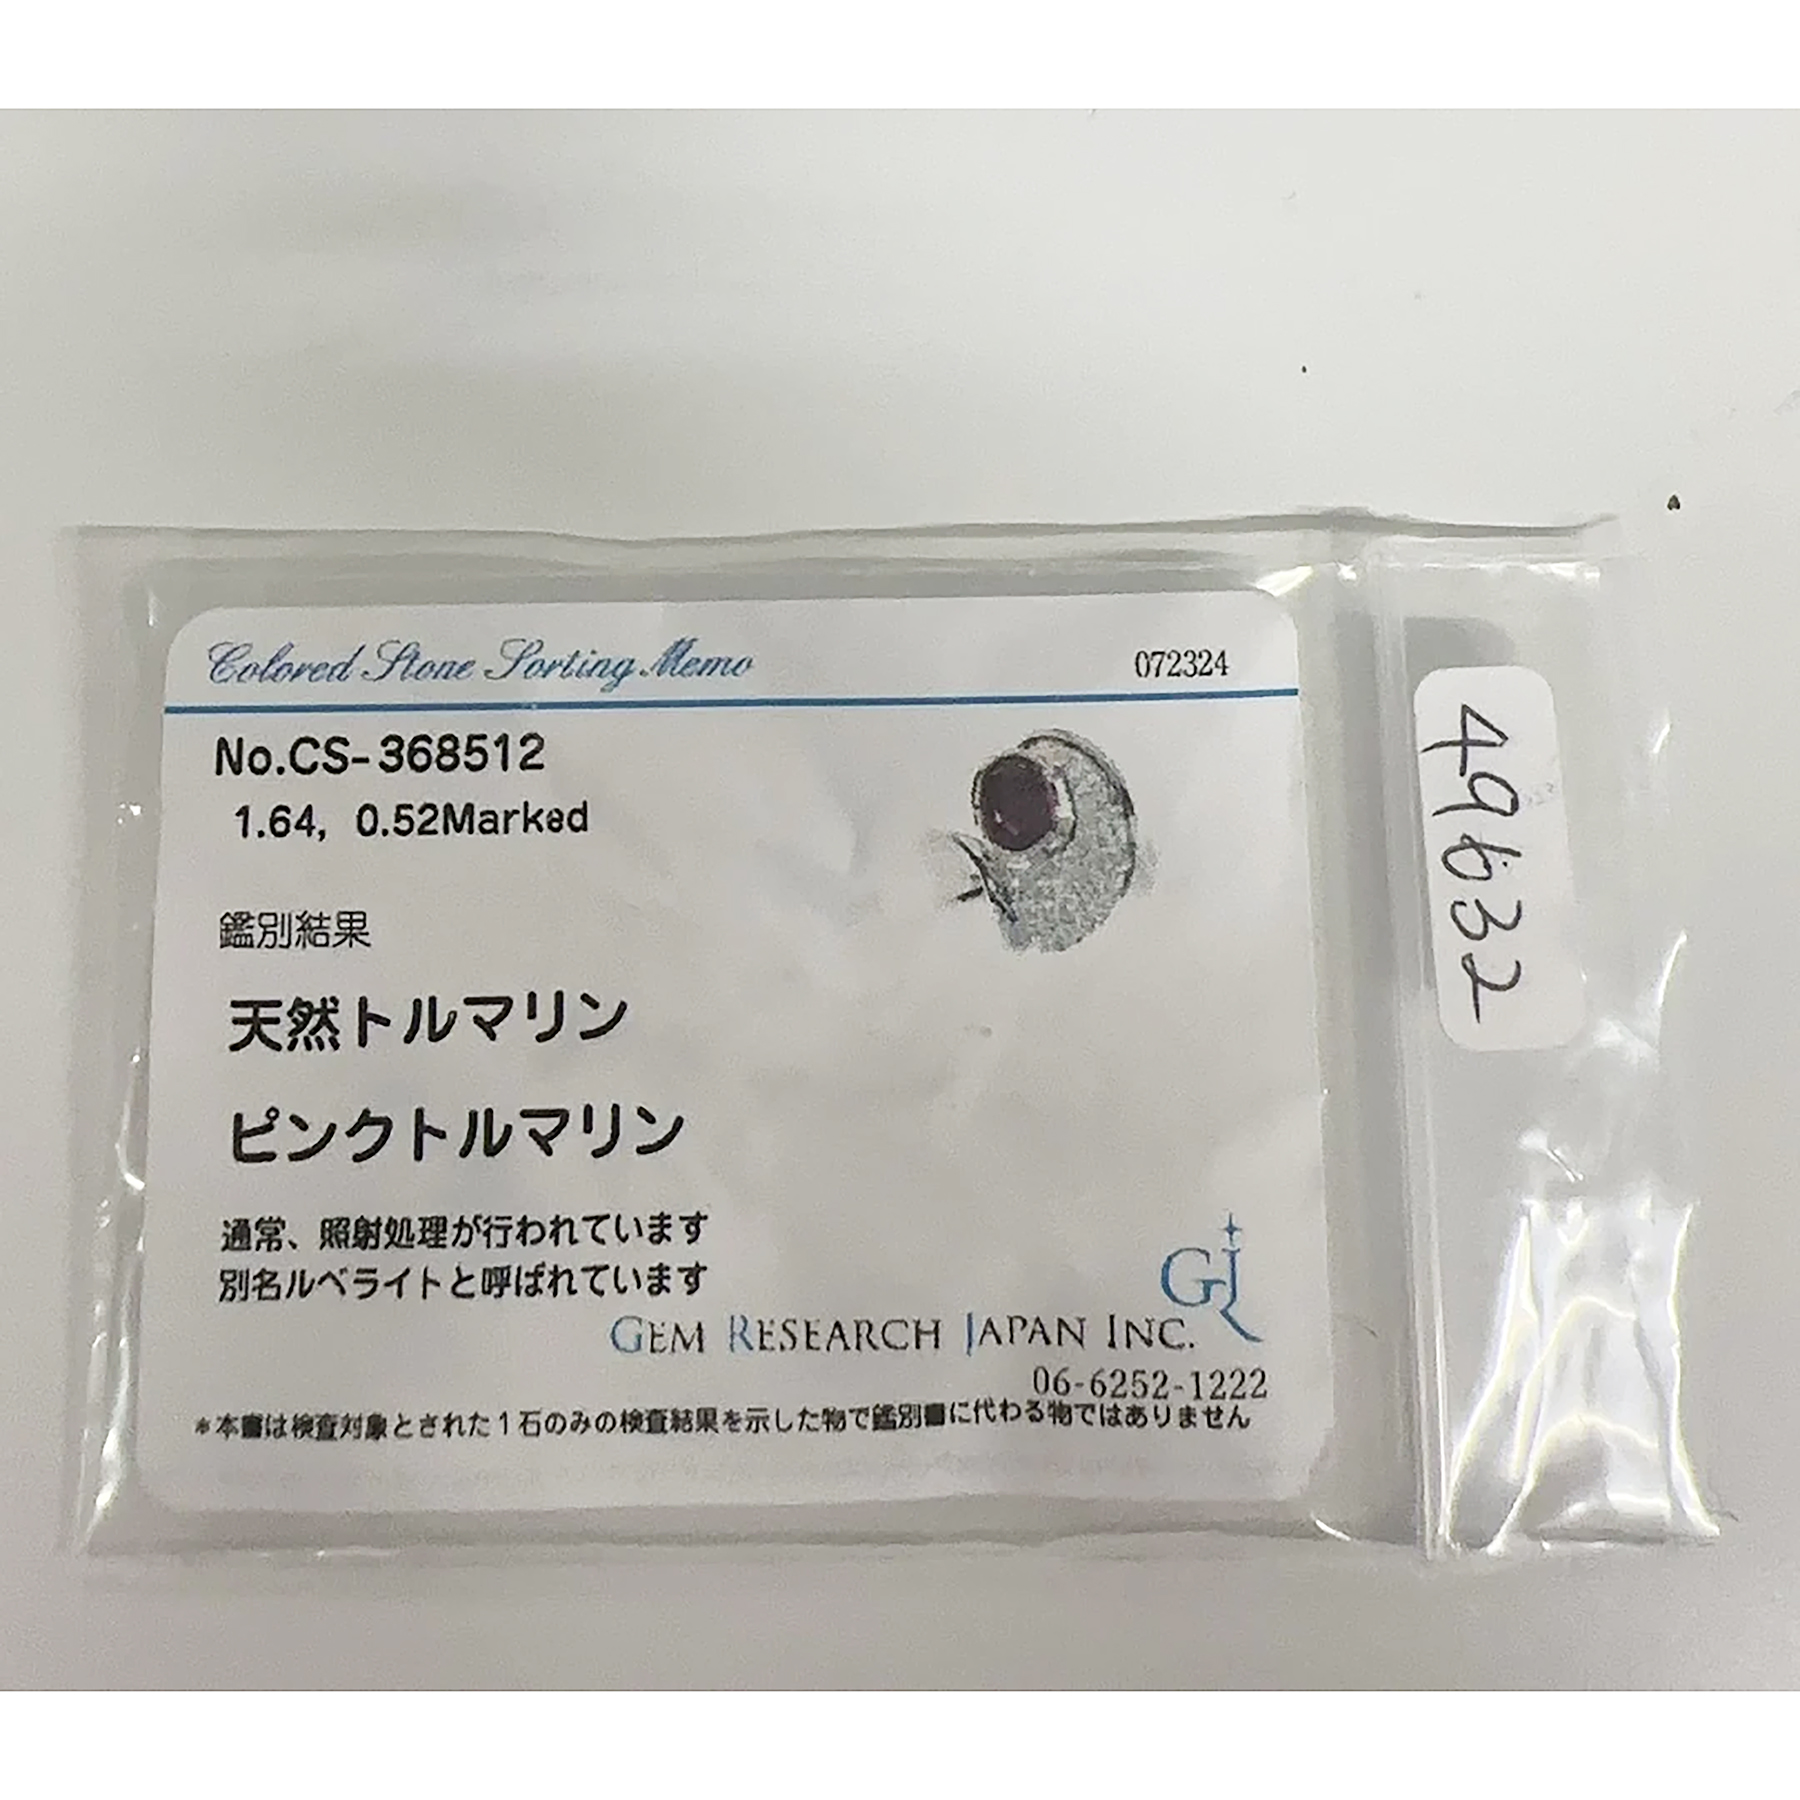 Colored Stone Sorting Memo 072324
No.CS-368512
1.64, 0.52Marked
鑑別結果
天然トルマリン
ピンクトルマリン
通常、照射処理が行われています
別名ルベライトと呼ばれています
GEM RESEARCH JAPAN INC.
06-6252-1222
*本書は検査対象とされた1石のみの検査結果を示した物で鑑別書に代わる物ではありません
49632